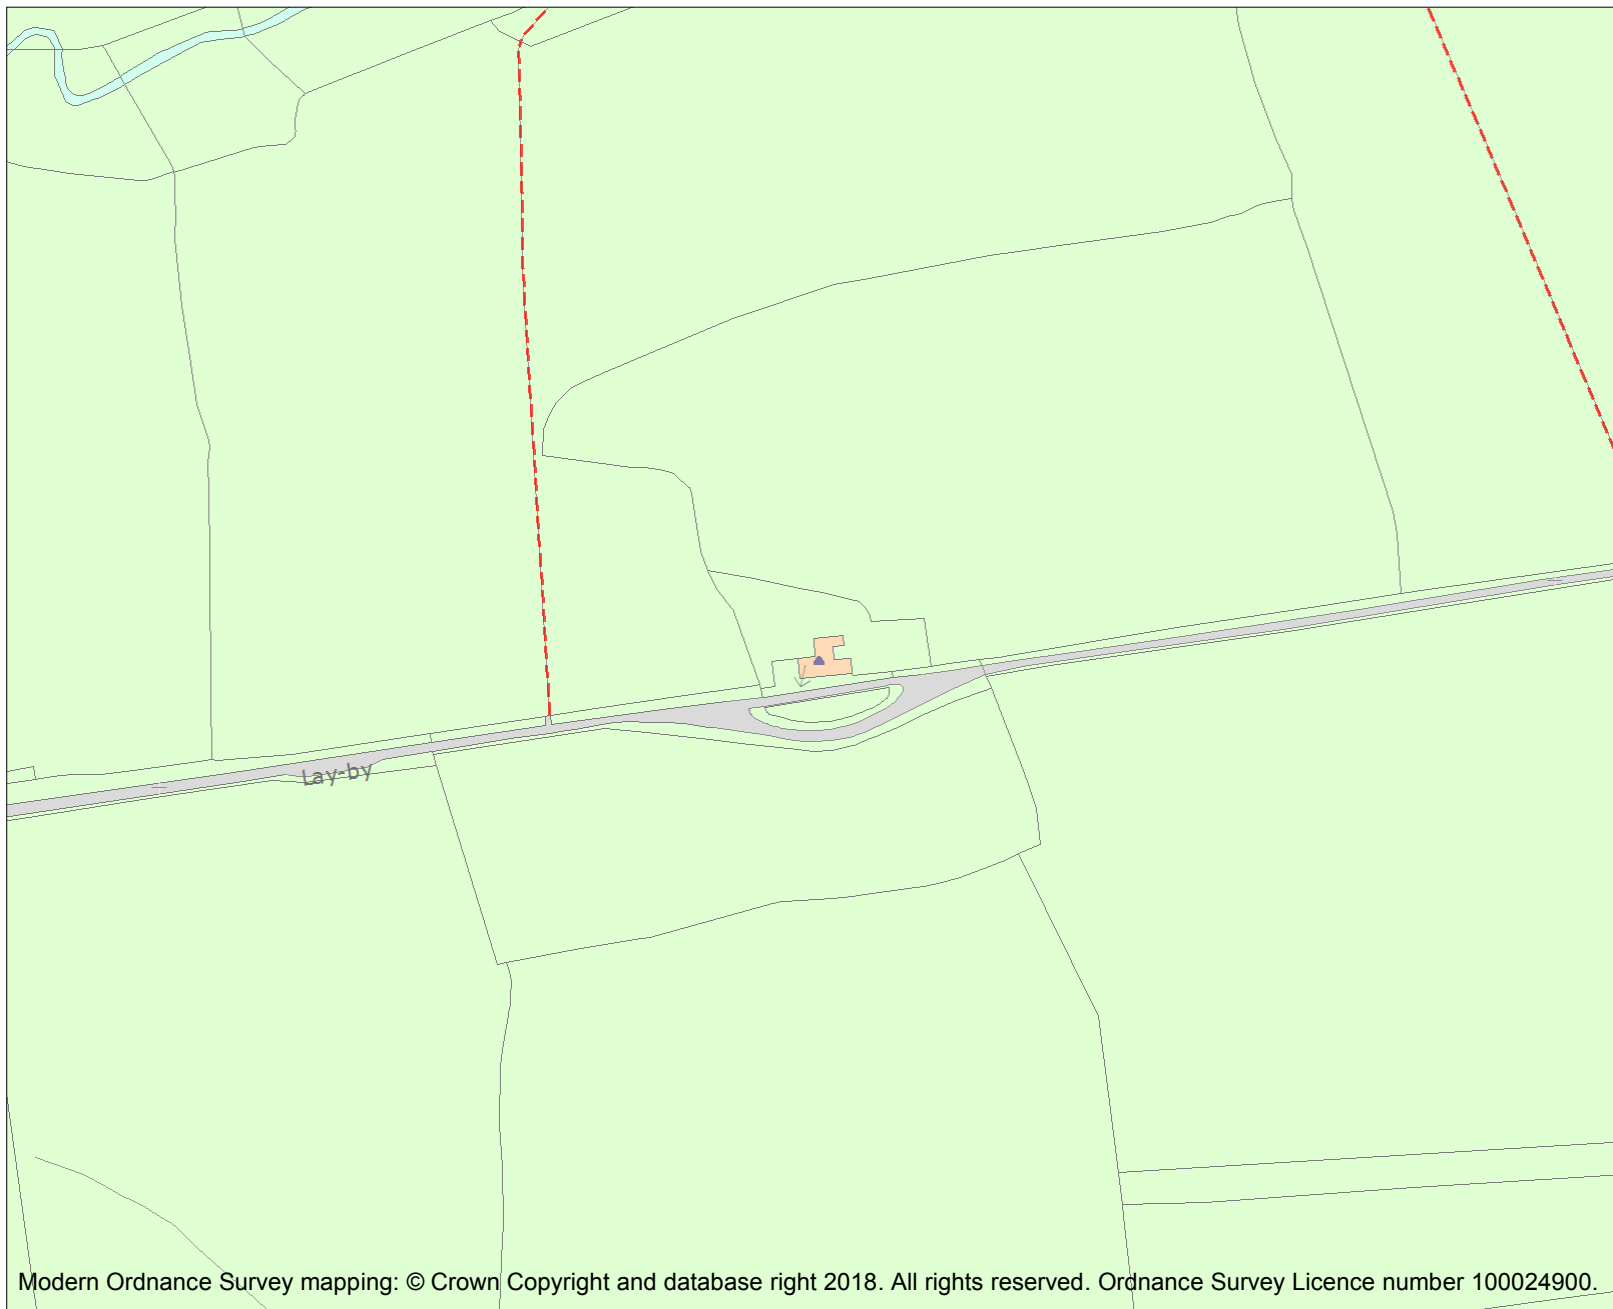 Lay-by
Modern Ordnance Survey mapping: © Crown Copyright and database right 2018. All rights reserved. Ordnance Survey Licence number 100024900.